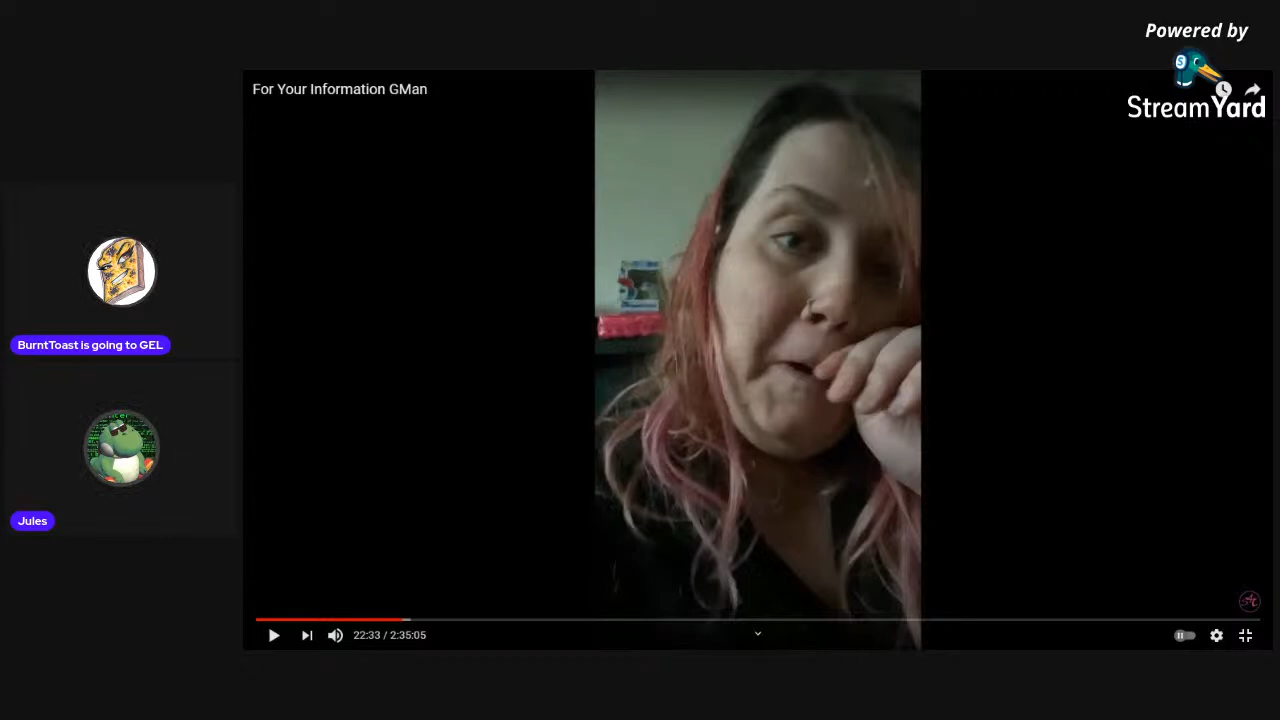 Powered by
StreamYard
For Your Information GMan
BurntToast is going to GEL
Jules
22:33 / 2:35:05